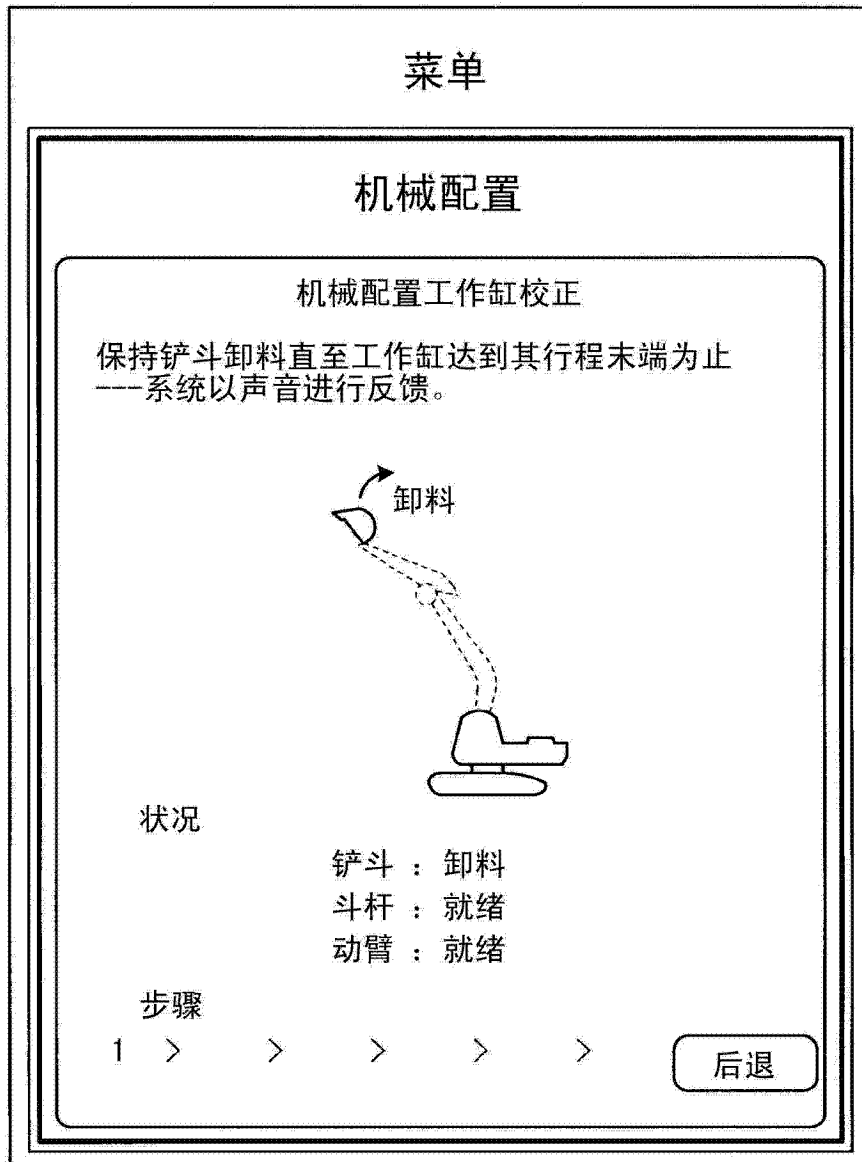 菜单
机械配置
机械配置工作缸校正
保持铲斗卸料直至工作缸达到其行程末端为止
---系统以声音进行反馈。
卸料
状况
铲斗 : 卸料
斗杆 : 就绪
动臂 : 就绪
步骤
1 > > > > >
后退